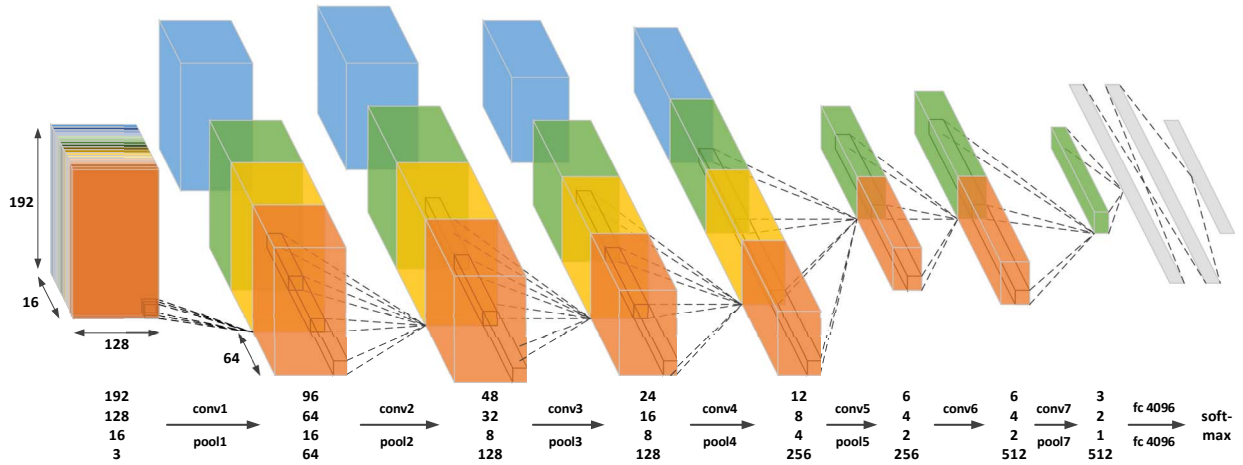 192
16
128
64
192 96 48 24 12 6 6 3
conv1 conv2 conv3 conv4 conv5 conv6 conv7 fc 4096
128 64 32 16 8 4 4 2 soft-
16 16 8 8 4 2 2 1 max
pool1 pool2 pool3 pool4 pool5 pool7 fc 4096
3 64 128 128 256 256 512 512